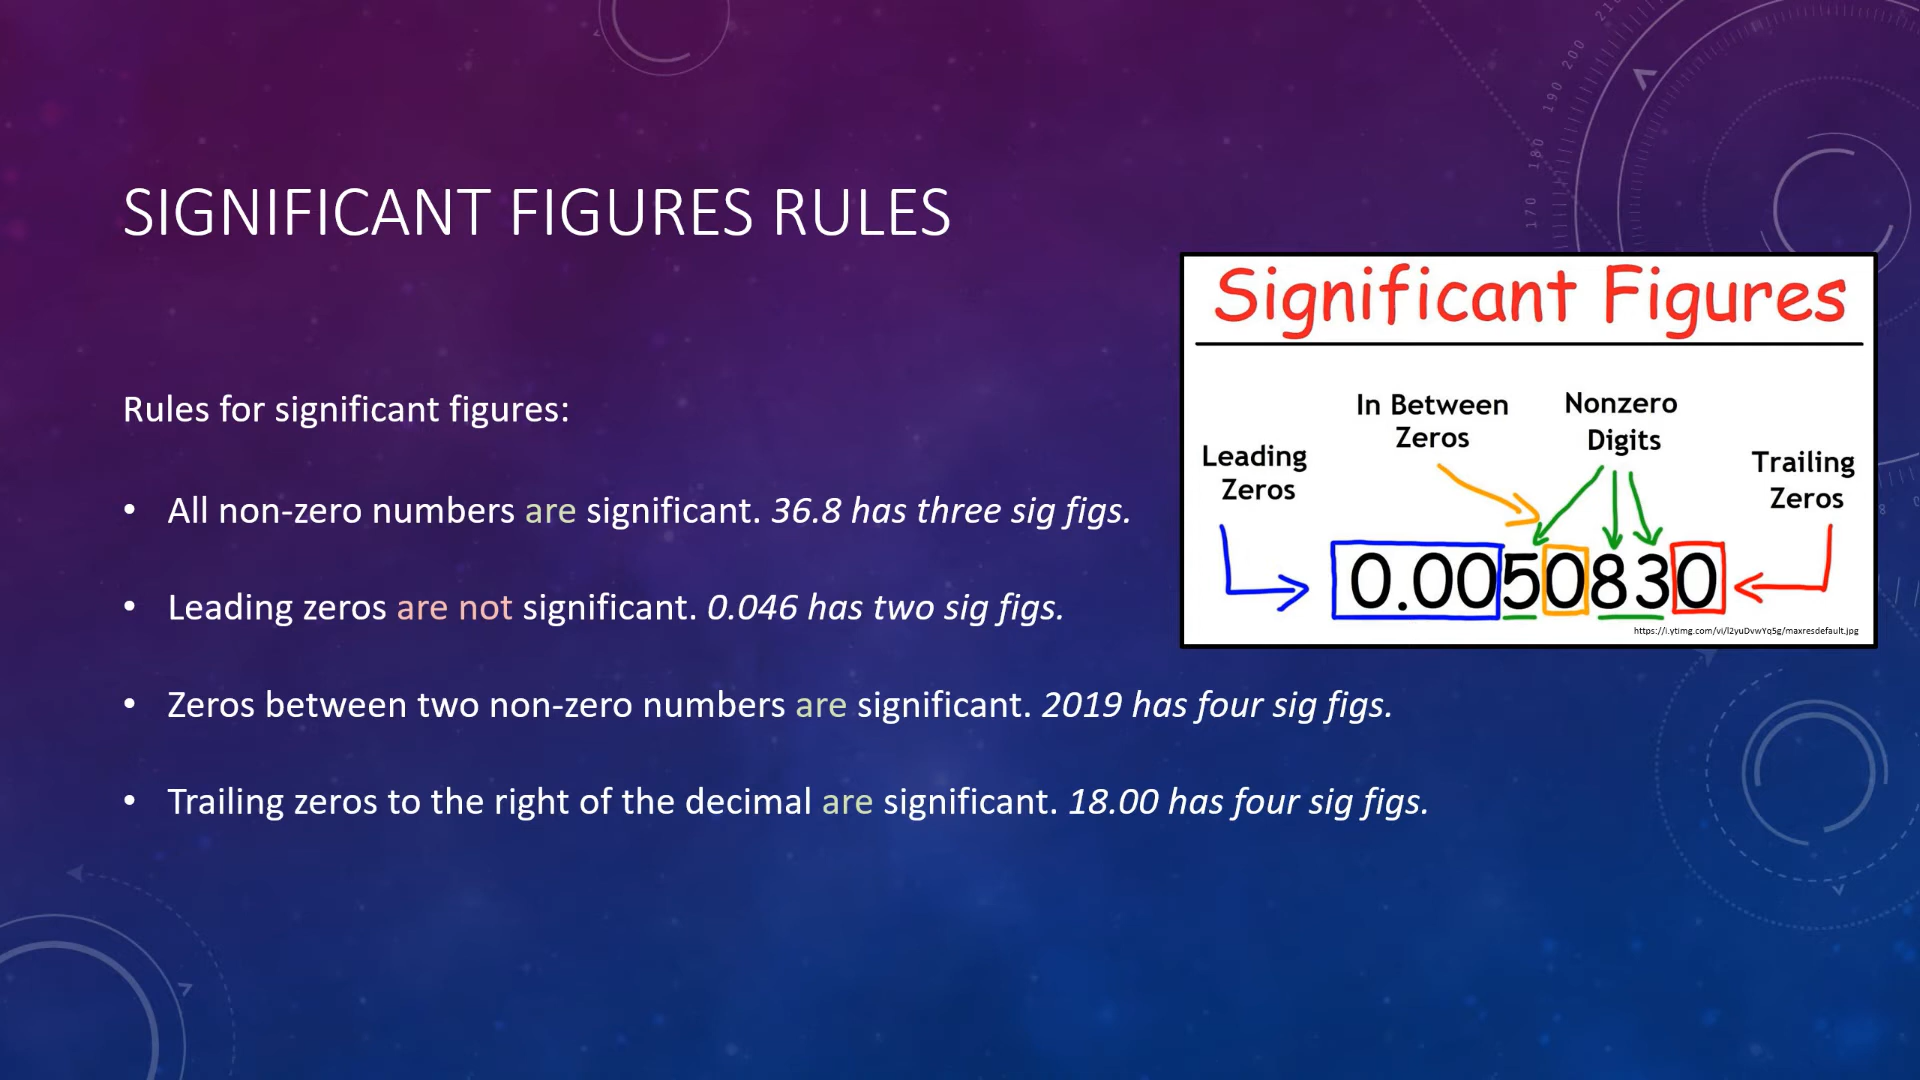 SIGNIFICANT FIGURES RULES
Rules for significant figures:
• All non-zero numbers are significant. 36.8 has three sig figs.
• Leading zeros are not significant. 0.046 has two sig figs.
• Zeros between two non-zero numbers are significant. 2019 has four sig figs.
• Trailing zeros to the right of the decimal are significant. 18.00 has four sig figs.
Significant Figures
Leading
Zeros
In Between
Zeros
Nonzero
Digits
Trailing
Zeros
0.0050830
https://i.ytimg.com/vi/l2yuDvwYq5g/maxresdefault.jpg
170
180
190
200